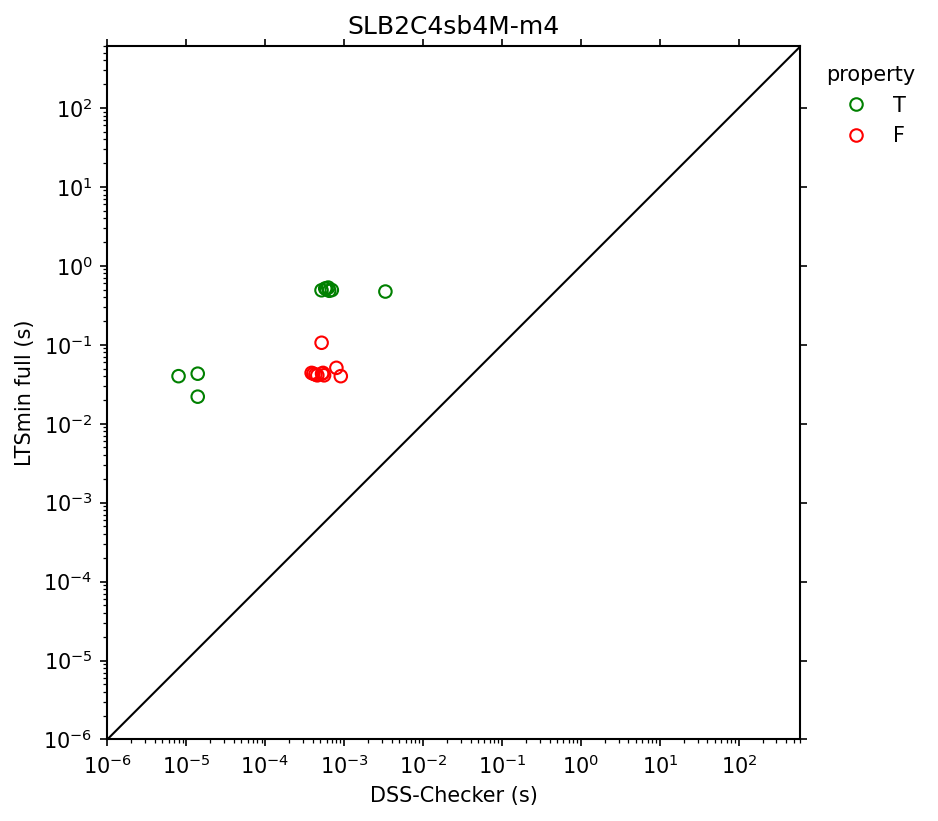 SLB2C4sb4M-m4
property
T
F
LTSmin full (s)
10²
10¹
10⁰
10⁻¹
10⁻²
10⁻³
10⁻⁴
10⁻⁵
10⁻⁶
10⁻⁶ 10⁻⁵ 10⁻⁴ 10⁻³ 10⁻² 10⁻¹ 10⁰ 10¹ 10²
DSS-Checker (s)